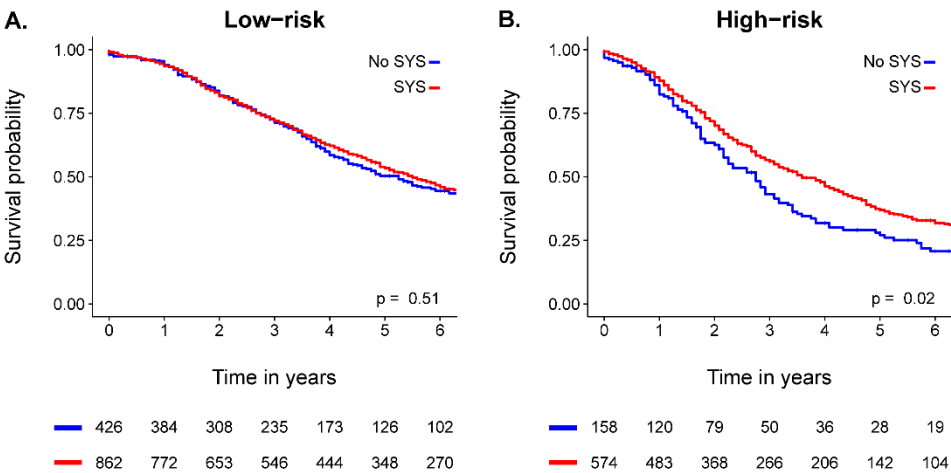 A.
Low−risk
Survival probability
1.00
0.75
0.50
0.25
0.00
No SYS
SYS
p = 0.51
0 1 2 3 4 5 6
Time in years
426 384 308 235 173 126 102
862 772 653 546 444 348 270
B.
High−risk
Survival probability
1.00
0.75
0.50
0.25
0.00
No SYS
SYS
p = 0.02
0 1 2 3 4 5 6
Time in years
158 120 79 50 36 28 19
574 483 368 266 206 142 104